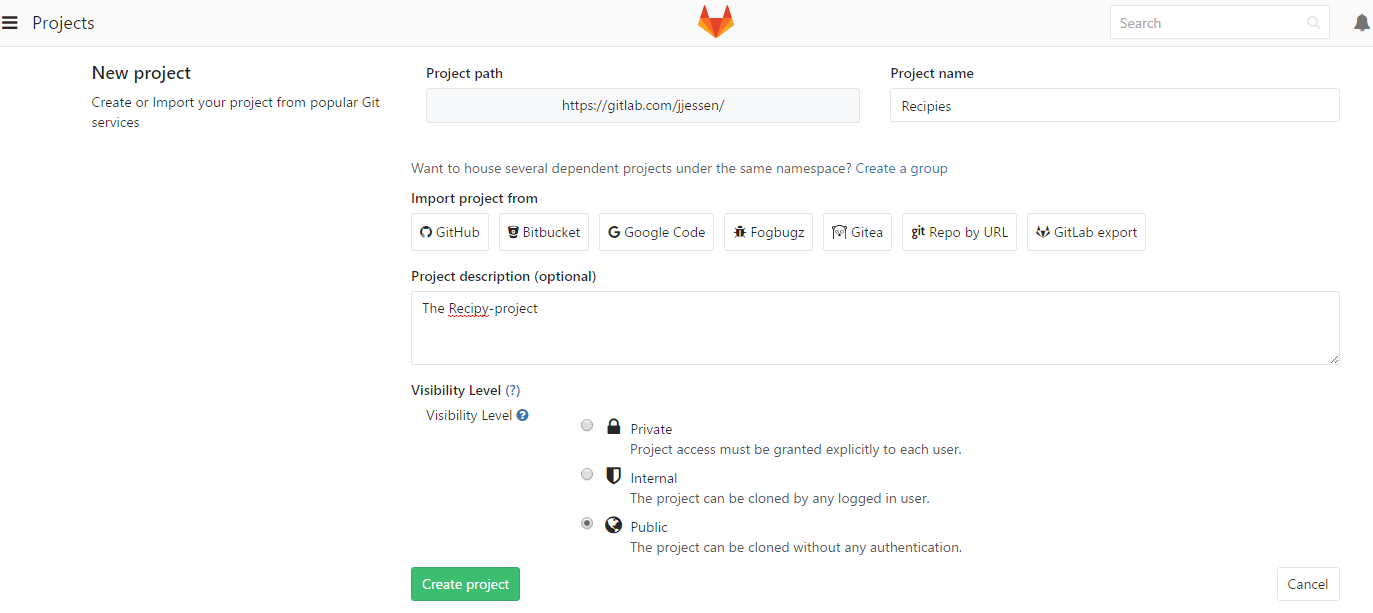 Projects
Search
New project
Create or Import your project from popular Git
services
Project path
Project name
https://gitlab.com/jjessen/
Recipies
Want to house several dependent projects under the same namespace? Create a group
Import project from
GitHub
Bitbucket
Google Code
Fogbugz
Gitea
git Repo by URL
GitLab export
Project description (optional)
The Recipy-project
Visibility Level (?)
Visibility Level ?
Private
Project access must be granted explicitly to each user.
Internal
The project can be cloned by any logged in user.
Public
The project can be cloned without any authentication.
Create project
Cancel